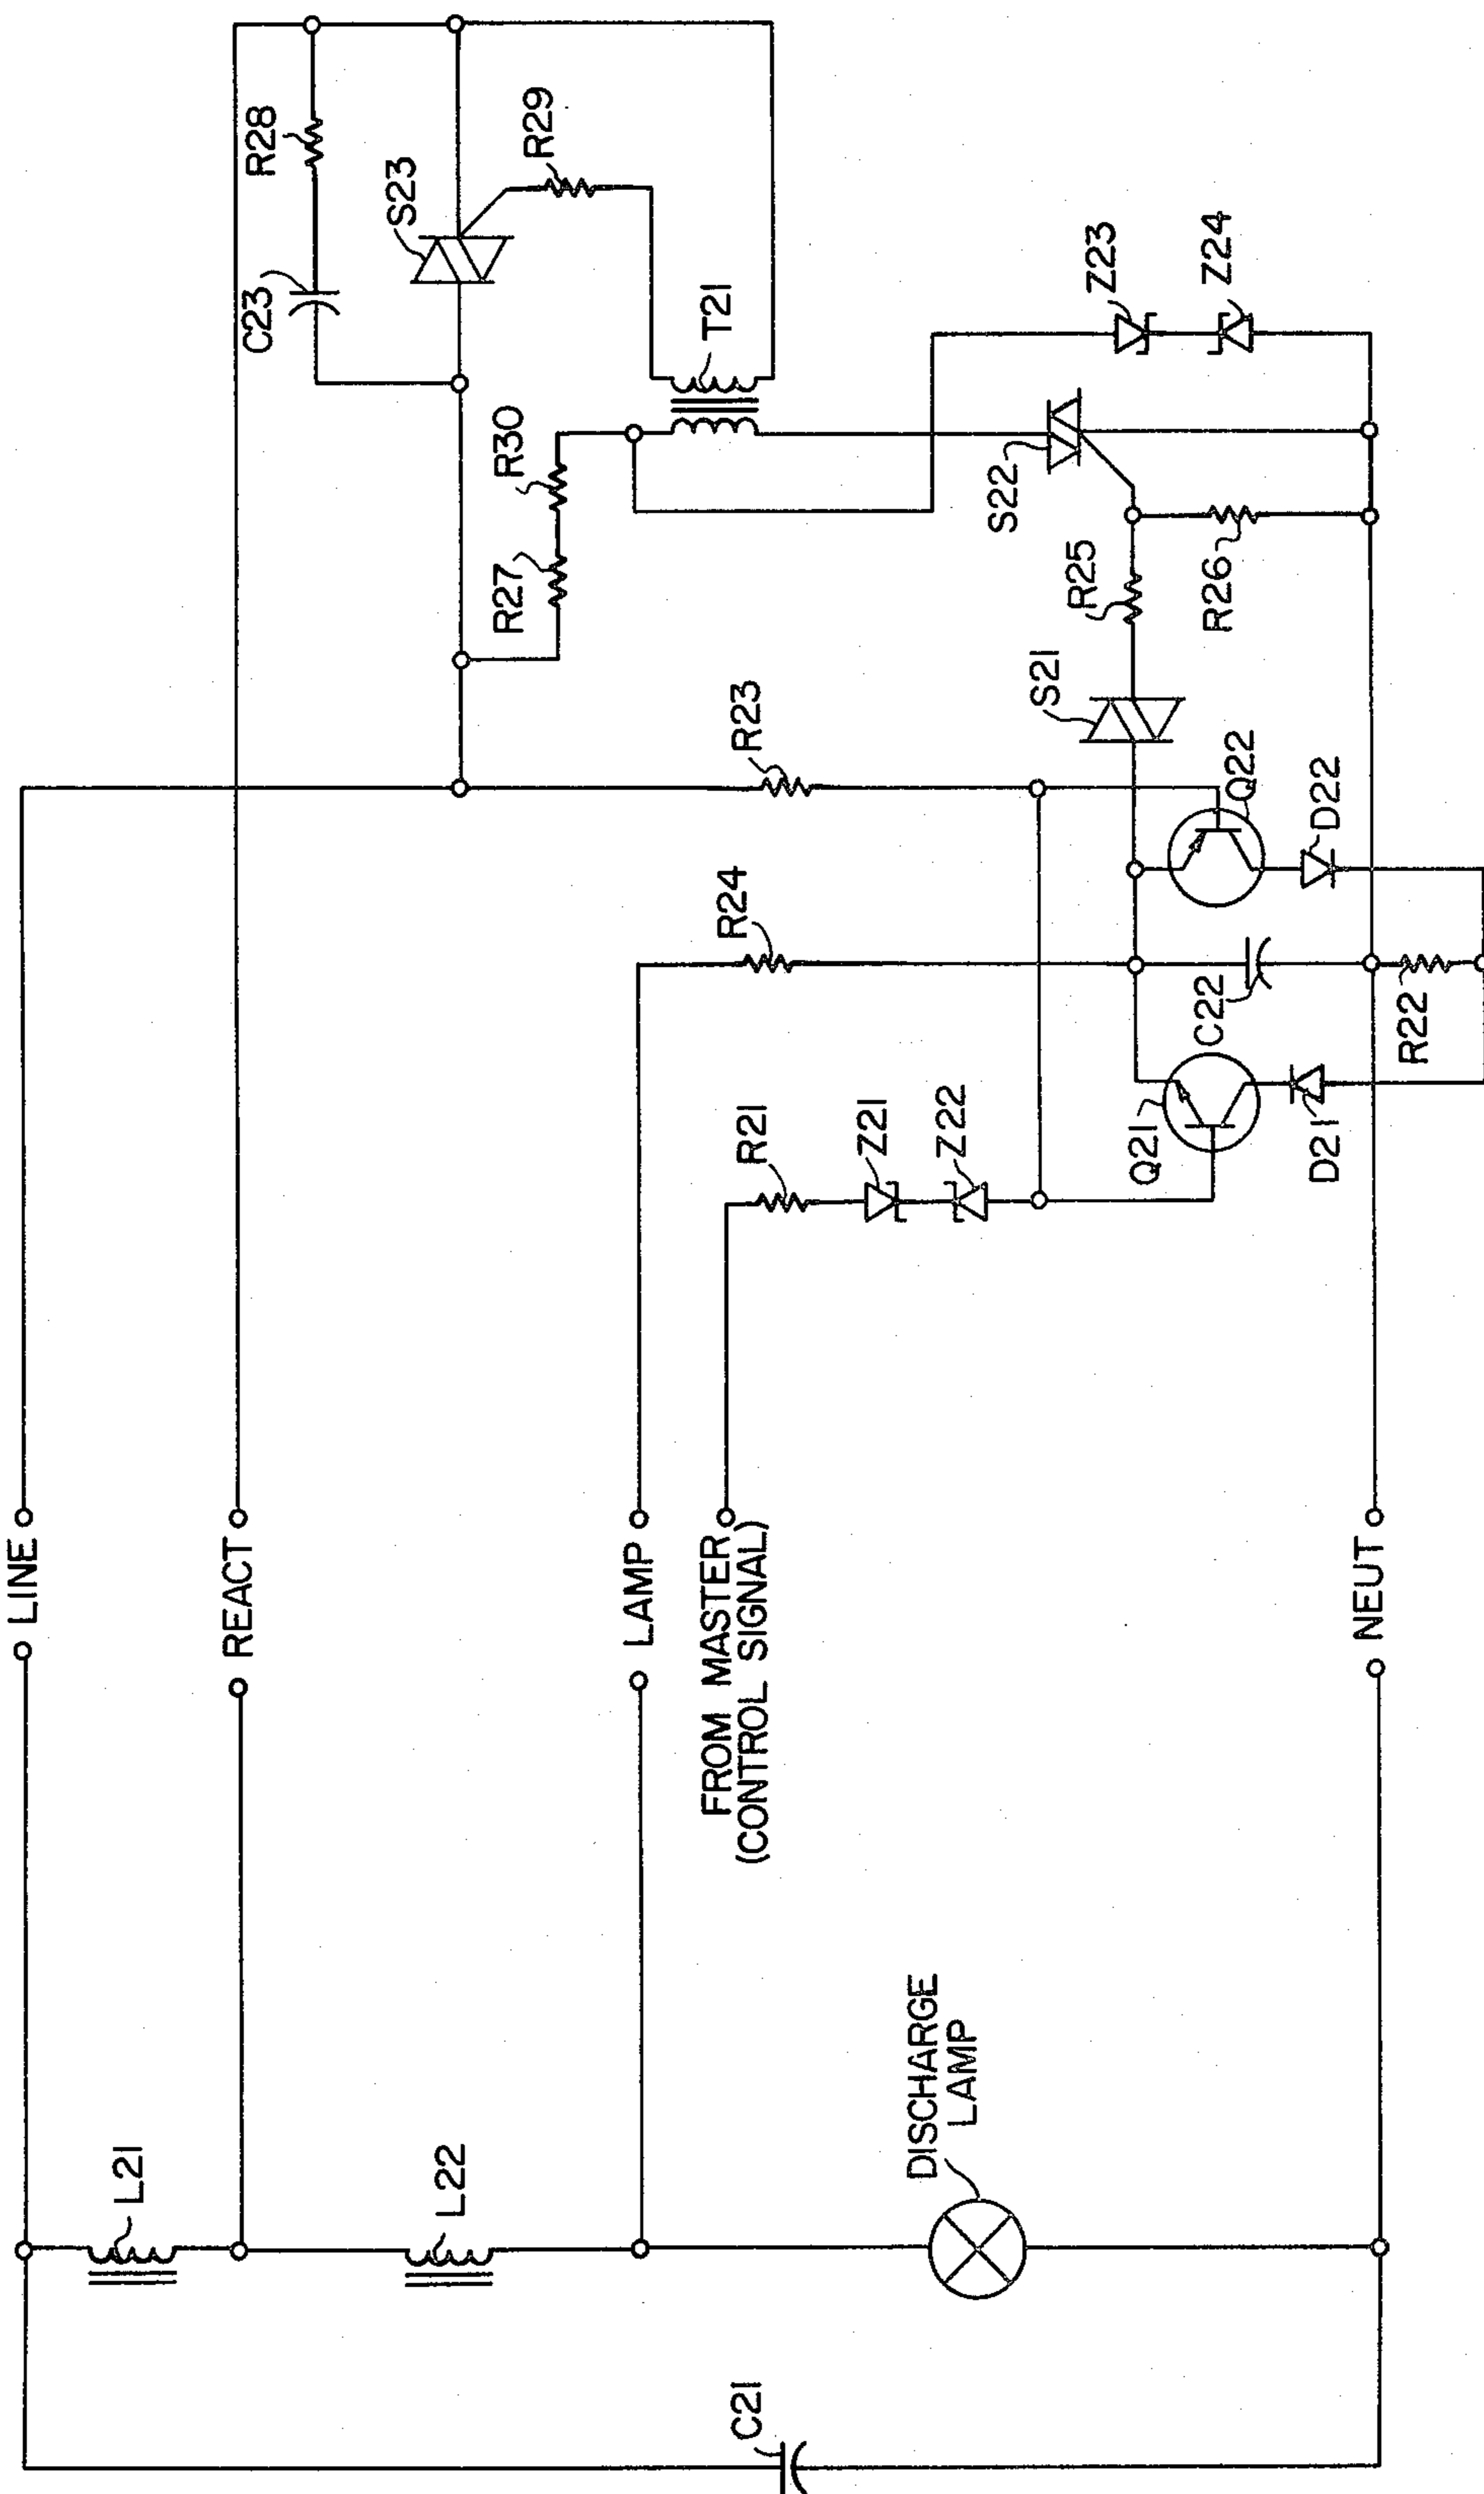 LINE
REACT
LAMP
FROM MASTER
(CONTROL SIGNAL)
NEUT
L21
L22
DISCHARGE
LAMP
C21
R28
C23
S23
R29
T21
R30
R27
Z23
Z24
S22
R25
R26
S21
R23
R24
Q22
D22
C22
R22
R21
Z21
Z22
Q21
D21